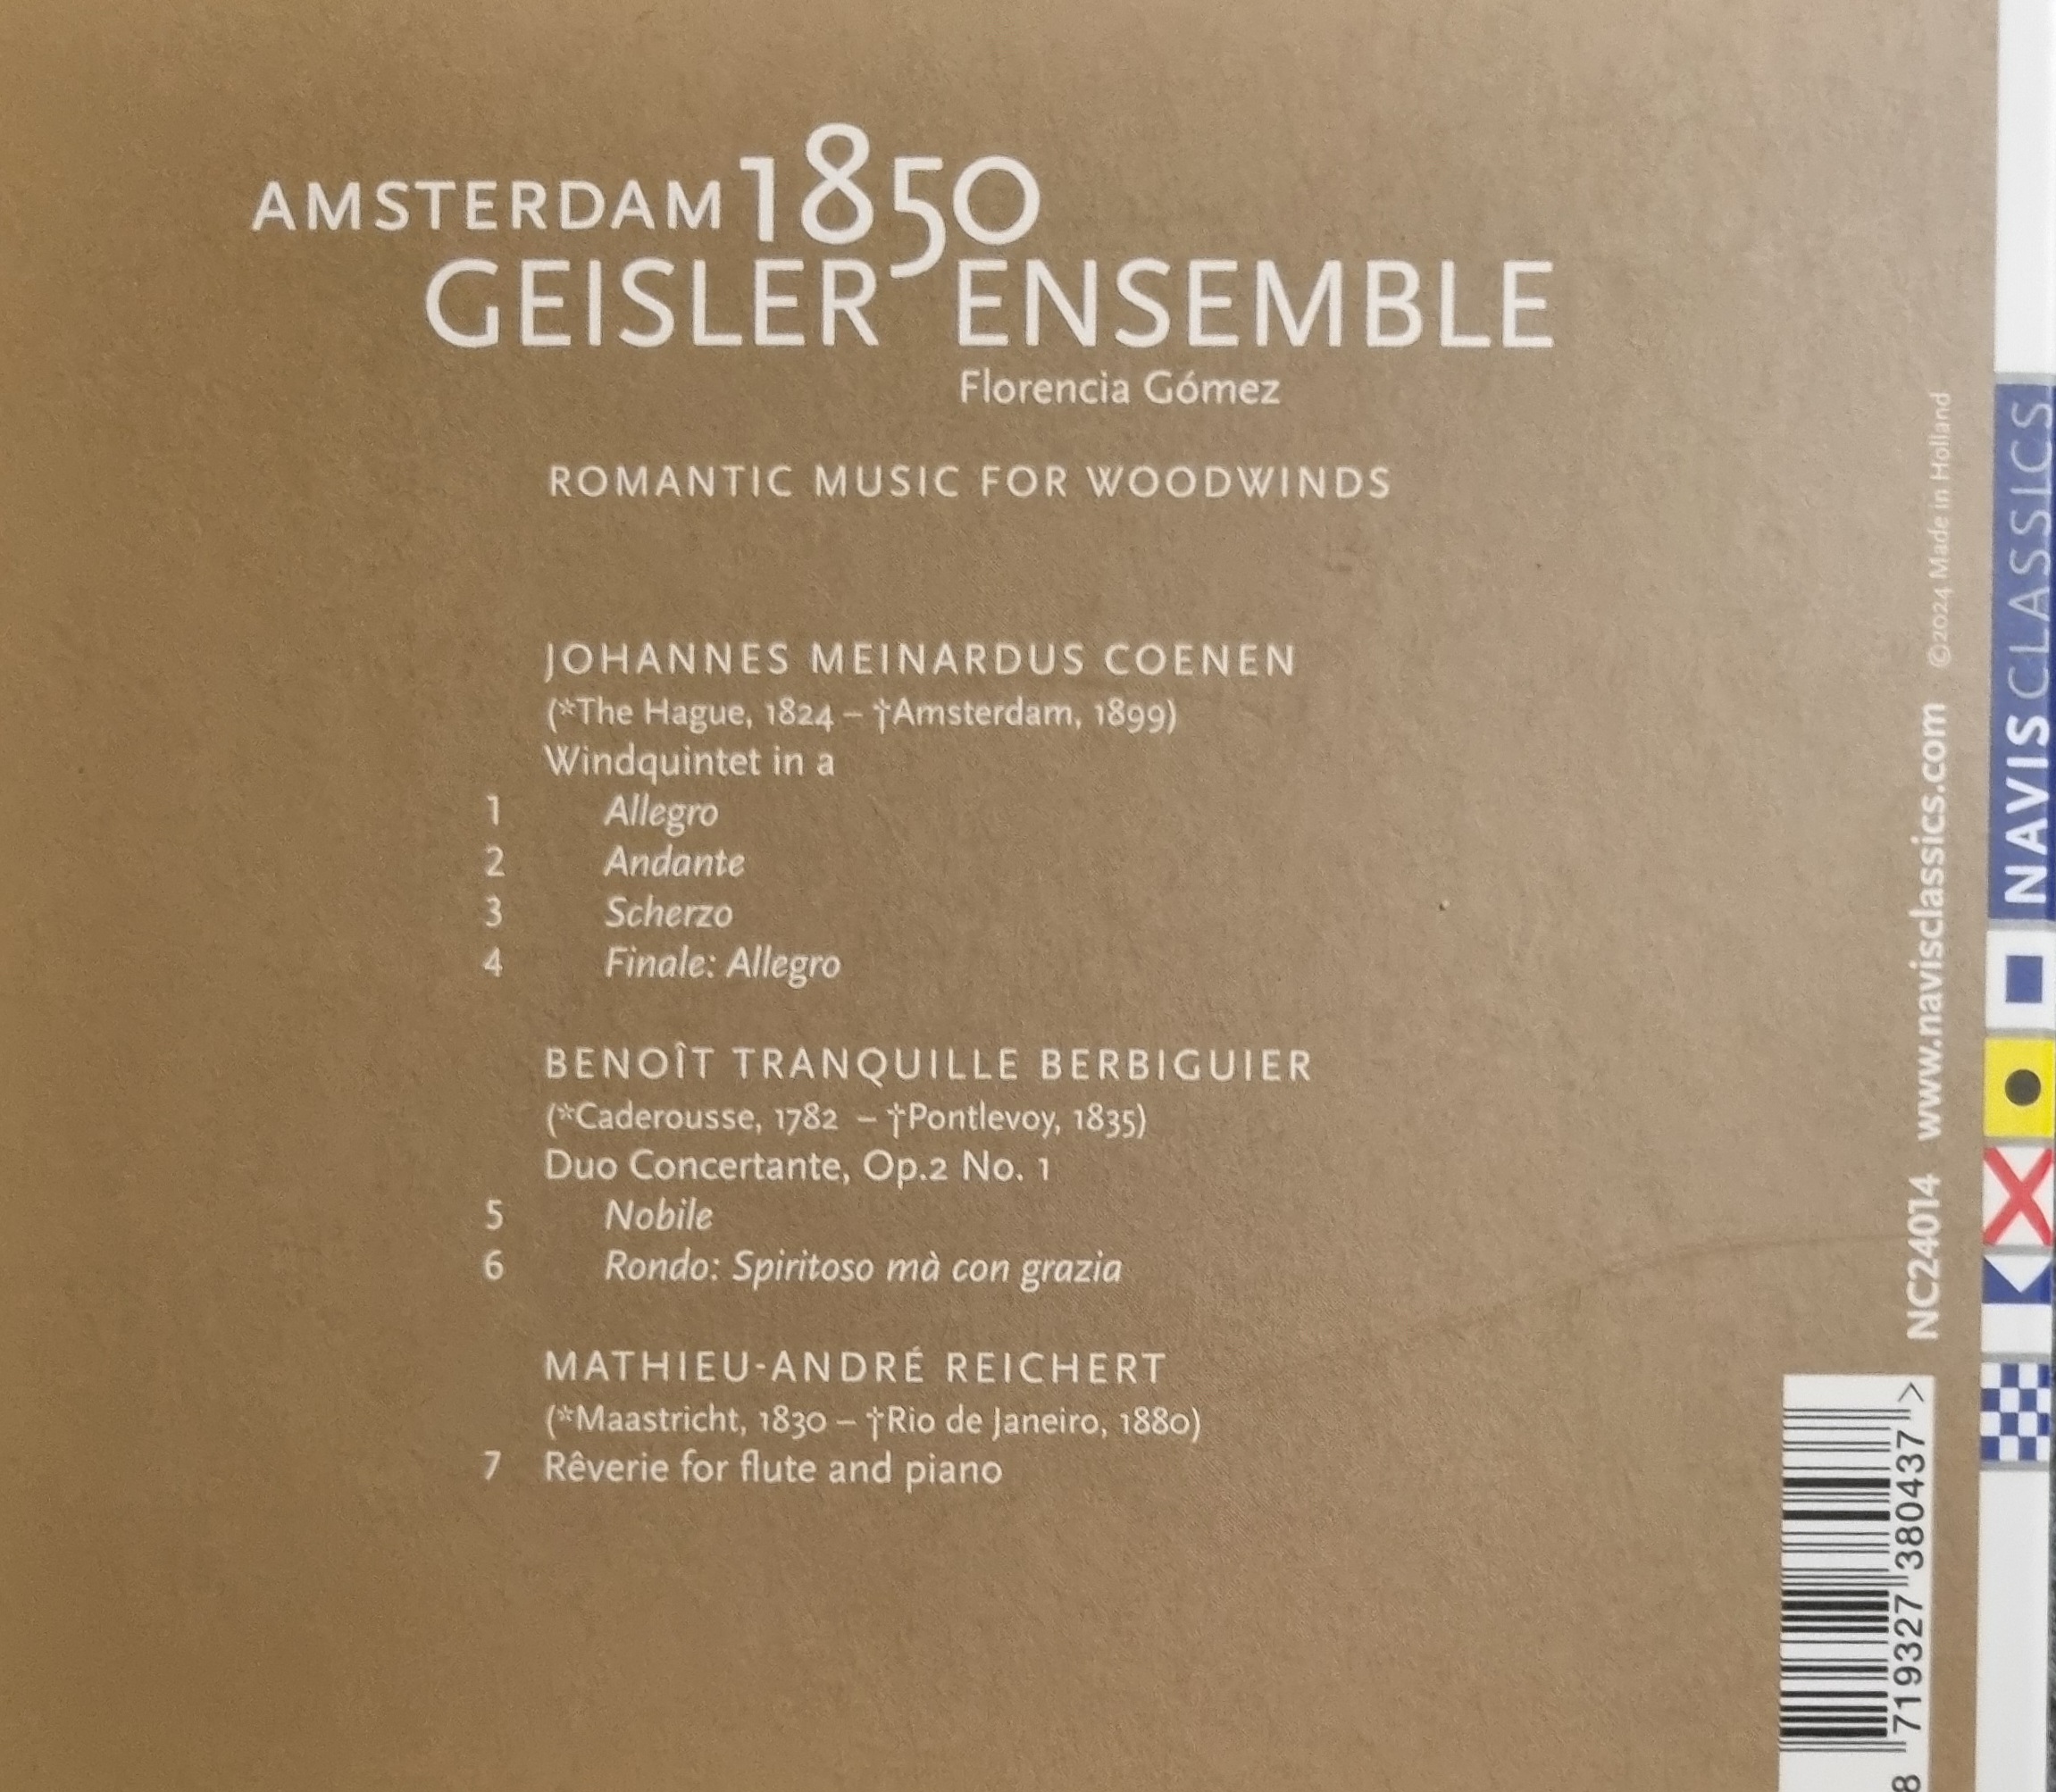 AMSTERDAM 1850
GEISLER ENSEMBLE
Florencia Gómez
ROMANTIC MUSIC FOR WOODWINDS
JOHANNES MEINARDUS COENEN
(*The Hague, 1824 – †Amsterdam, 1899)
Windquintet in a
1 Allegro
2 Andante
3 Scherzo
4 Finale: Allegro
BENOÎT TRANQUILLE BERBIGUIER
(*Caderousse, 1782 – †Pontlevoy, 1835)
Duo Concertante, Op.2 No. 1
5 Nobile
6 Rondo: Spiritoso mà con grazia
MATHIEU-ANDRÉ REICHERT
(*Maastricht, 1830 – †Rio de Janeiro, 1880)
7 Rêverie for flute and piano
NC24014 www.navisclassics.com ©2024 Made in Holland
8 719327 380437 >
NAVISCLASSICS